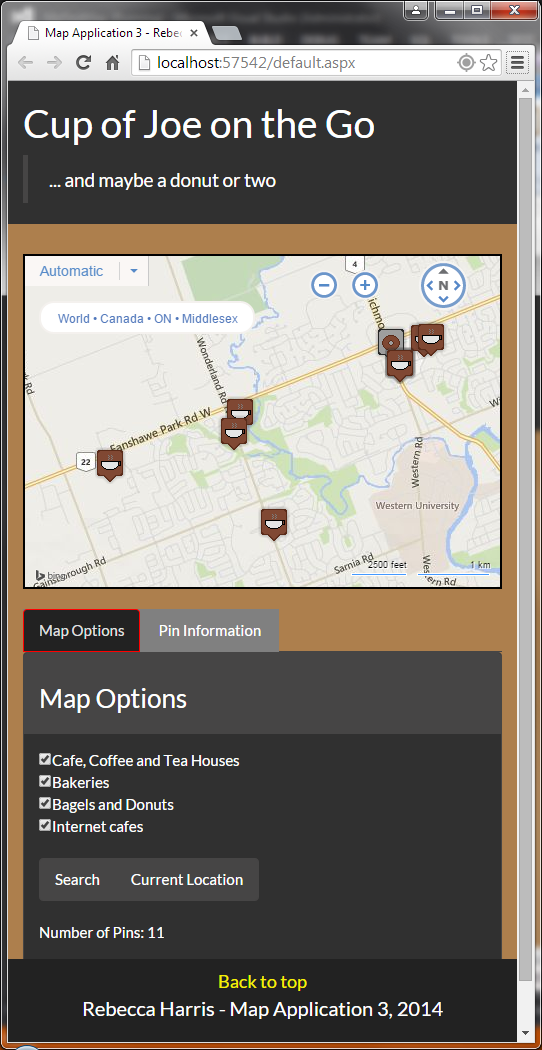 Map Application 3 - Rebec
localhost:57542/default.aspx
Cup of Joe on the Go
... and maybe a donut or two
Automatic
4
N
World • Canada • ON • Middlesex
Richmo
Wonderland Rd
Rd
Fanshawe Park Rd W
22
Western Rd
Western University
Gainsborough Rd
bing
Sarnia Rd
Western Rd
2500 feet
1 km
Map Options
Pin Information
Map Options
Cafe, Coffee and Tea Houses
Bakeries
Bagels and Donuts
Internet cafes
Search
Current Location
Number of Pins: 11
Back to top
Rebecca Harris - Map Application 3, 2014